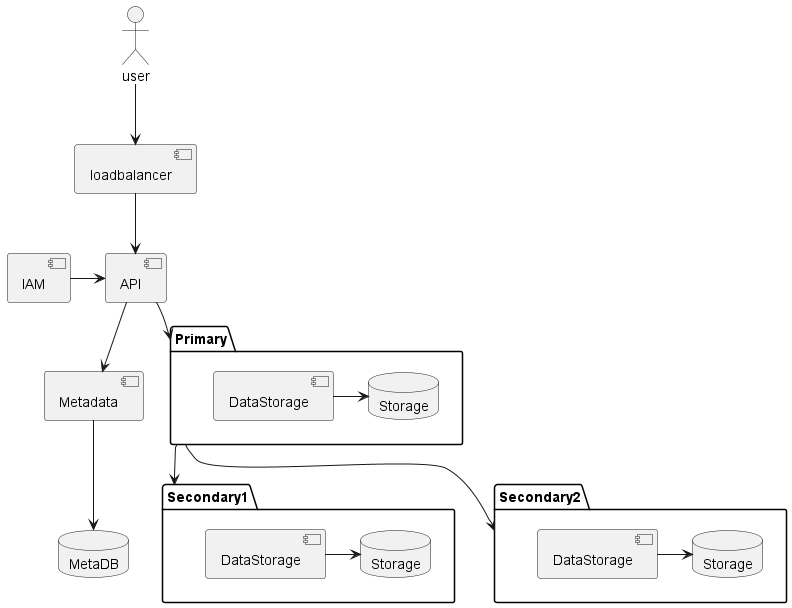 user
loadbalancer
IAM
API
Primary
Metadata
DataStorage
Storage
Secondary1
Secondary2
MetaDB
DataStorage
Storage
DataStorage
Storage